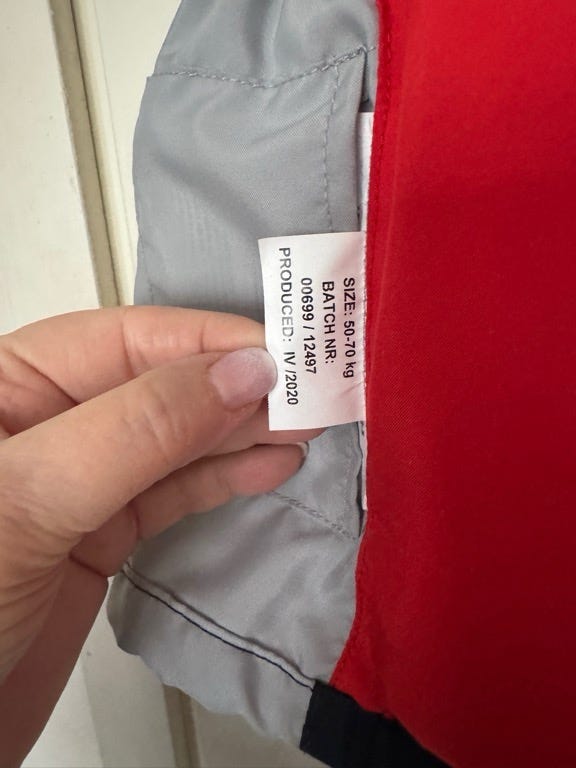 SIZE: 50-70 kg
BATCH NR:
00699 / 12497
PRODUCED: IV /2020